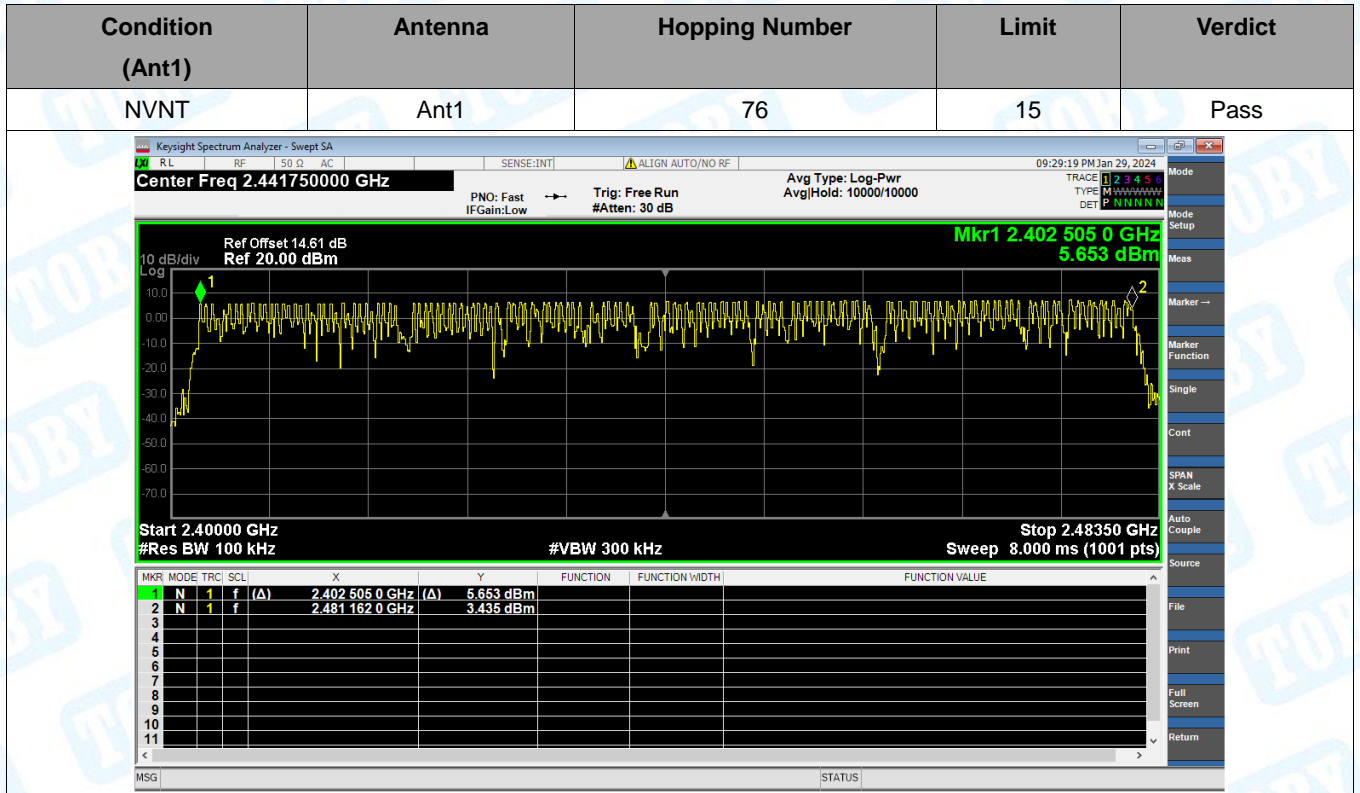 Condition (Ant1) Antenna Hopping Number Limit Verdict
NVNT Ant1 76 15 Pass
Keysight Spectrum Analyzer - Swept SA
LXI RL RF 50 Ω AC SENSE:INT ALIGN AUTO/NO RF 09:29:19 PM Jan 29, 2024
Center Freq 2.441750000 GHz
PNO: Fast
IFGain:Low
Trig: Free Run
#Atten: 30 dB
Avg Type: Log-Pwr
Avg|Hold: 10000/10000
TRACE 1 2 3 4 5 6
TYPE M WWWWW
DET P N N N N N
Mkr1 2.402 505 0 GHz
5.653 dBm
Ref Offset 14.61 dB
10 dB/div Ref 20.00 dBm
Log
1
2
10.0
0.00
-10.0
-20.0
-30.0
-40.0
-50.0
-60.0
-70.0
Start 2.40000 GHz Stop 2.48350 GHz
#Res BW 100 kHz #VBW 300 kHz Sweep 8.000 ms (1001 pts)
MKR MODE TRC SCL X Y FUNCTION FUNCTION WIDTH FUNCTION VALUE
1 N 1 f (Δ) 2.402 505 0 GHz (Δ) 5.653 dBm
2 N 1 f 2.481 162 0 GHz 3.435 dBm
3
4
5
6
7
8
9
10
11
MSG STATUS
Mode
Mode Setup
Meas
Marker →
Marker Function
Single
Cont
SPAN X Scale
Auto Couple
Source
File
Print
Full Screen
Return
TOBY